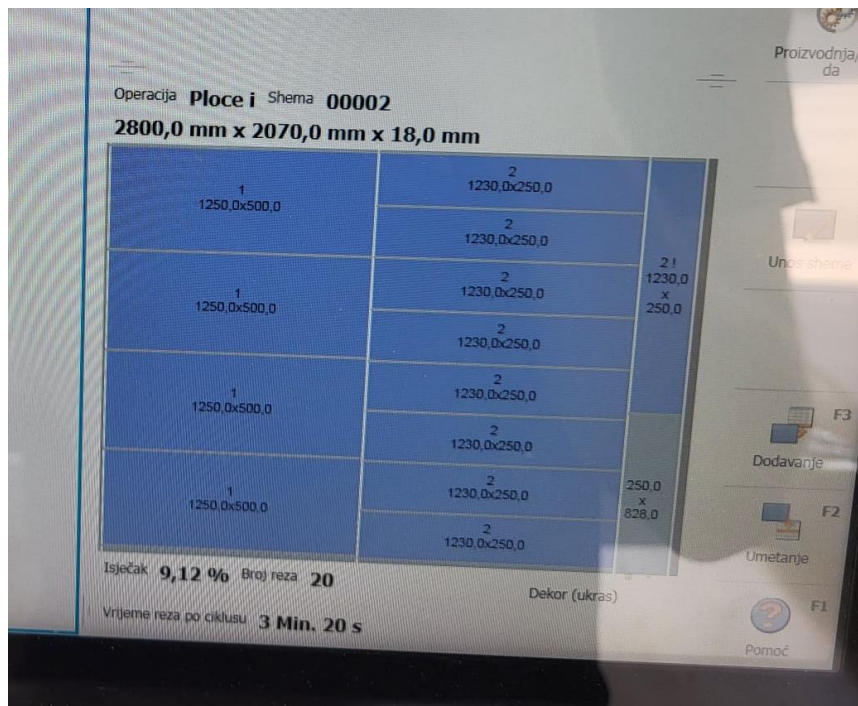 Proizvodnja/
da
Operacija Ploce i Shema 00002
2800,0 mm x 2070,0 mm x 18,0 mm
1
1250,0x500,0
1
1250,0x500,0
1
1250,0x500,0
1
1250,0x500,0
2
1230,0x250,0
2
1230,0x250,0
2
1230,0x250,0
2
1230,0x250,0
2
1230,0x250,0
2
1230,0x250,0
2
1230,0x250,0
2
1230,0x250,0
2 !
1230,0
x
250,0
250,0
x
828,0
Unos sheme
F3
Dodavanje
F2
Umetanje
F1
Pomoč
Isječak 9,12 % Broj reza 20
Dekor (ukras)
Vrijeme reza po ciklusu 3 Min. 20 s